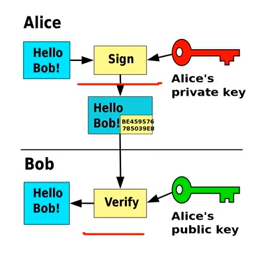 Alice
Hello
Bob!
Sign
Alice's
private key
Hello
Bob!
BE459576
785039E8
Bob
Hello
Bob!
Verify
Alice's
public key